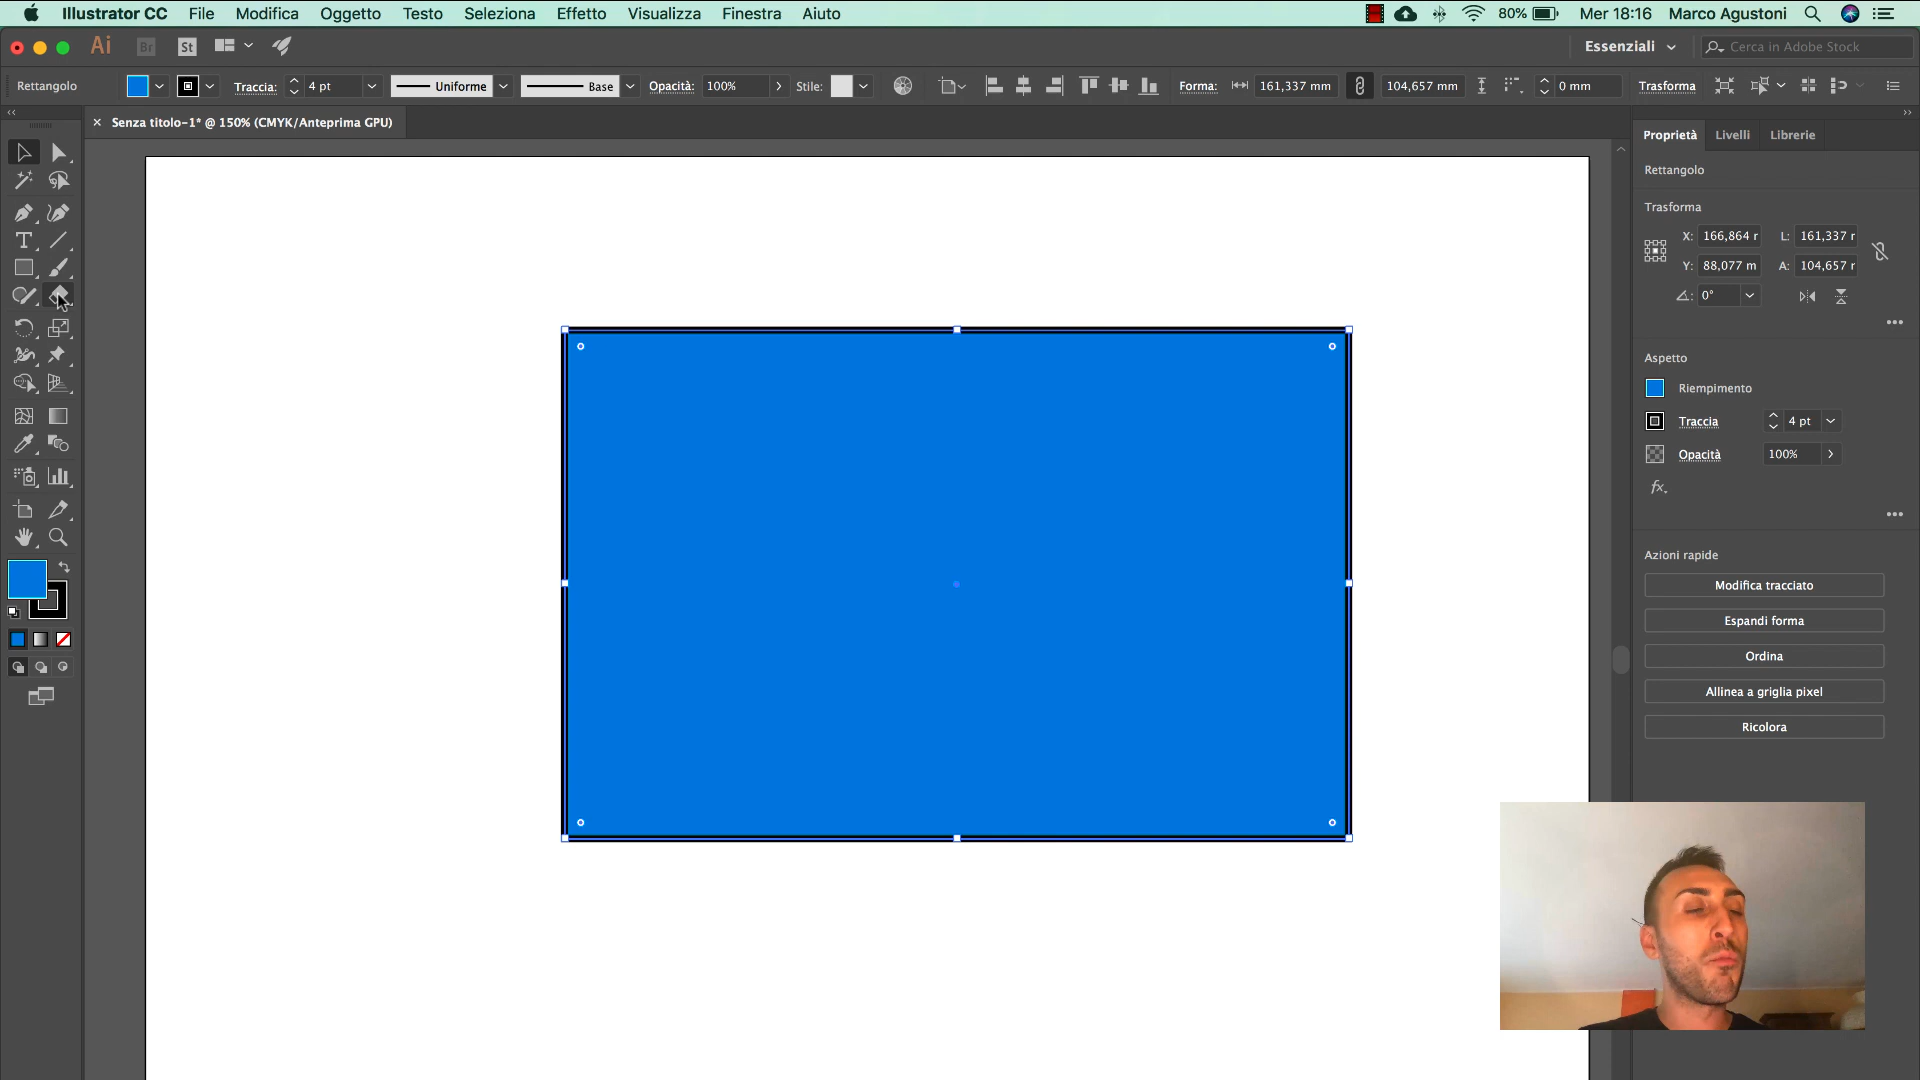 Illustrator CC File Modifica Oggetto Testo Seleziona Effetto Visualizza Finestra Aiuto 80% Mer 18:16 Marco Agustoni
Ai Br St Essenziali Cerca in Adobe Stock
Rettangolo Traccia: 4 pt Uniforme Base Opacità: 100% Stile: Forma: 161,337 mm 104,657 mm 0 mm Trasforma
Senza titolo-1* @ 150% (CMYK/Anteprima GPU)
Proprietà Livelli Librerie
Rettangolo
Trasforma
X: 166,864 r L: 161,337 r
Y: 88,077 m A: 104,657 r
0°
Aspetto
Riempimento
Traccia 4 pt
Opacità 100%
fx.
Azioni rapide
Modifica tracciato
Espandi forma
Ordina
Allinea a griglia pixel
Ricolora